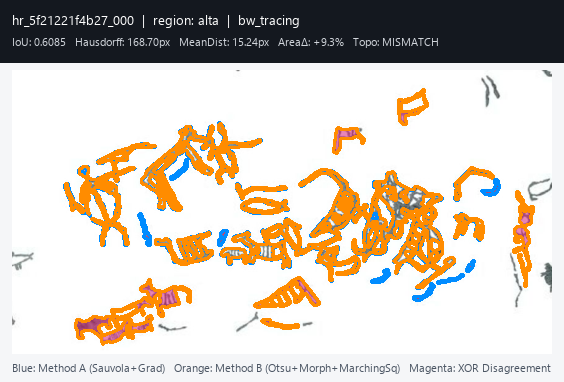 hr_5f21221f4b27_000 | region: alta | bw_tracing
IoU: 0.6085 Hausdorff: 168.70px MeanDist: 15.24px AreaΔ: +9.3% Topo: MISMATCH
Blue: Method A (Sauvola+Grad) Orange: Method B (Otsu+Morph+MarchingSq) Magenta: XOR Disagreement